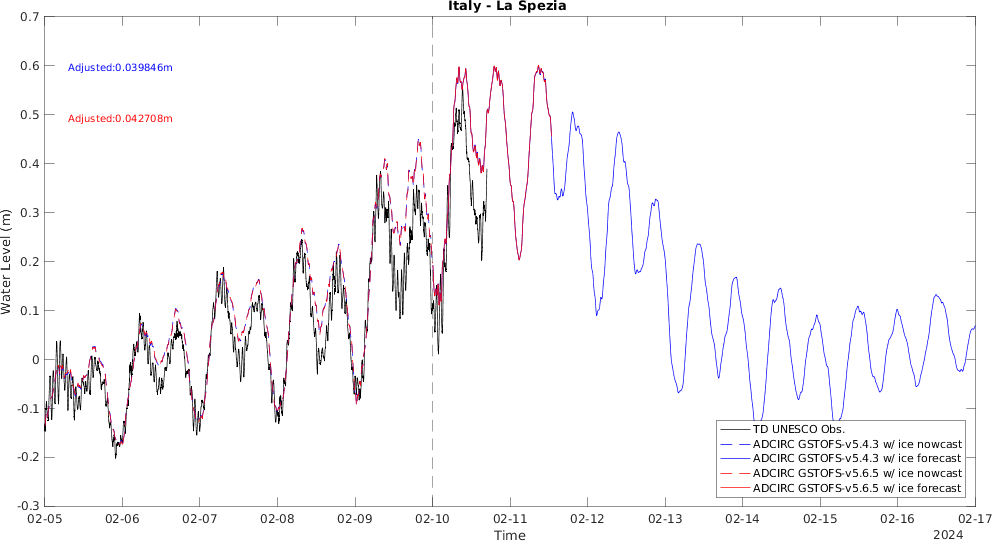 Italy - La Spezia
0.7
0.6
0.5
0.4
0.3
0.2
0.1
0
-0.1
-0.2
-0.3
Water Level (m)
Adjusted:0.039846m
Adjusted:0.042708m
TD UNESCO Obs.
ADCIRC GSTOFS-v5.4.3 w/ ice nowcast
ADCIRC GSTOFS-v5.4.3 w/ ice forecast
ADCIRC GSTOFS-v5.6.5 w/ ice nowcast
ADCIRC GSTOFS-v5.6.5 w/ ice forecast
02-05 02-06 02-07 02-08 02-09 02-10 02-11 02-12 02-13 02-14 02-15 02-16 02-17
Time
2024